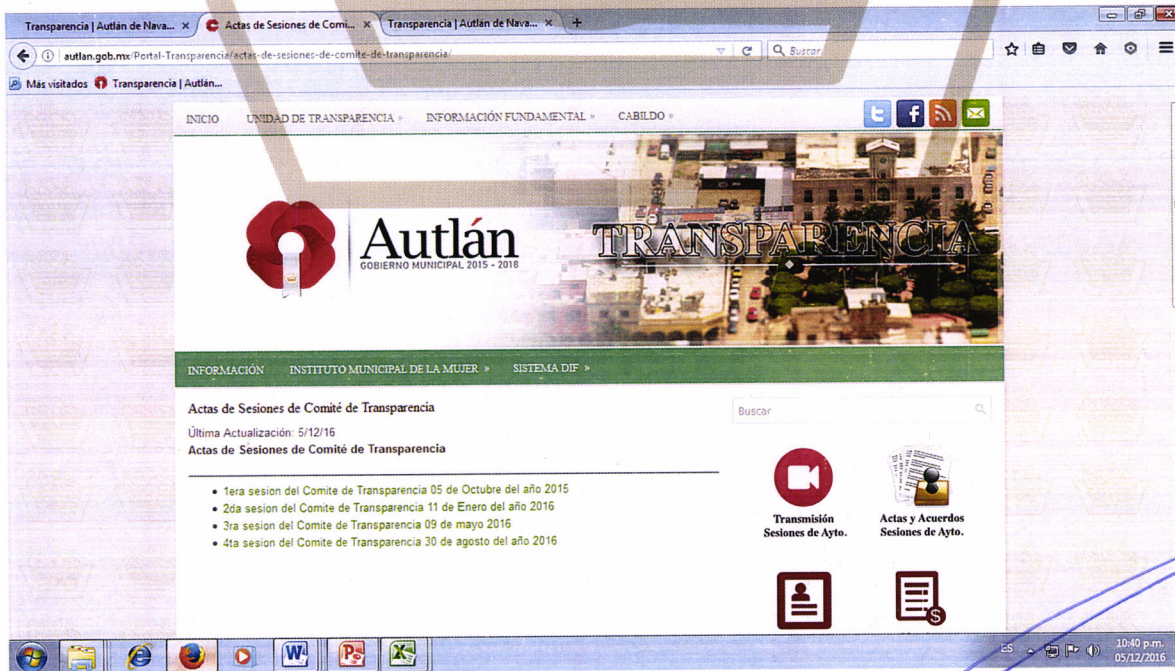 Transparencia | Autlán de Nava... × Actas de Sesiones de Comi... × Transparencia | Autlán de Nava... × +
autlan.gob.mx/Portal-Transparencia/actas-de-sesiones-de-comite-de-transparencia/ Buscar
Más visitados Transparencia | Autlán...
INICIO UNIDAD DE TRANSPARENCIA » INFORMACIÓN FUNDAMENTAL » CABILDO »
Autlán
GOBIERNO MUNICIPAL 2015 - 2018
TRANSPARENCIA
INFORMACIÓN INSTITUTO MUNICIPAL DE LA MUJER » SISTEMA DIF »
Actas de Sesiones de Comité de Transparencia
Última Actualización: 5/12/16
Actas de Sesiones de Comité de Transparencia
• 1era sesion del Comite de Transparencia 05 de Octubre del año 2015
• 2da sesion del Comite de Transparencia 11 de Enero del año 2016
• 3ra sesion del Comite de Transparencia 09 de mayo 2016
• 4ta sesion del Comite de Transparencia 30 de agosto del año 2016
Buscar
Transmisión
Sesiones de Ayto.
Actas y Acuerdos
Sesiones de Ayto.
ES
10:40 p.m.
05/12/2016